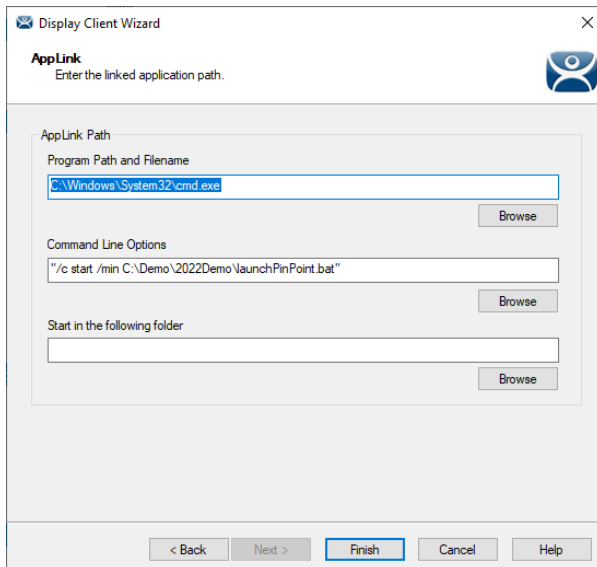 Display Client Wizard
AppLink
Enter the linked application path.
AppLink Path
Program Path and Filename
C:\Windows\System32\cmd.exe
Browse
Command Line Options
"/c start /min C:\Demo\2022Demo\launchPinPoint.bat"
Browse
Start in the following folder
Browse
< Back Next > Finish Cancel Help